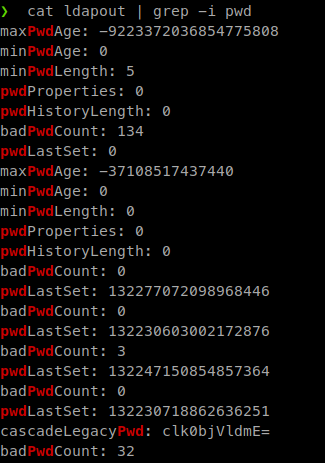 ❯ cat ldapout | grep -i pwd
maxPwdAge: -9223372036854775808
minPwdAge: 0
minPwdLength: 5
pwdProperties: 0
pwdHistoryLength: 0
badPwdCount: 134
pwdLastSet: 0
maxPwdAge: -37108517437440
minPwdAge: 0
minPwdLength: 0
pwdProperties: 0
pwdHistoryLength: 0
badPwdCount: 0
pwdLastSet: 132277072098968446
badPwdCount: 0
pwdLastSet: 132230603002172876
badPwdCount: 3
pwdLastSet: 132247150854857364
badPwdCount: 0
pwdLastSet: 132230718862636251
cascadeLegacyPwd: clk0bjVldmE=
badPwdCount: 32